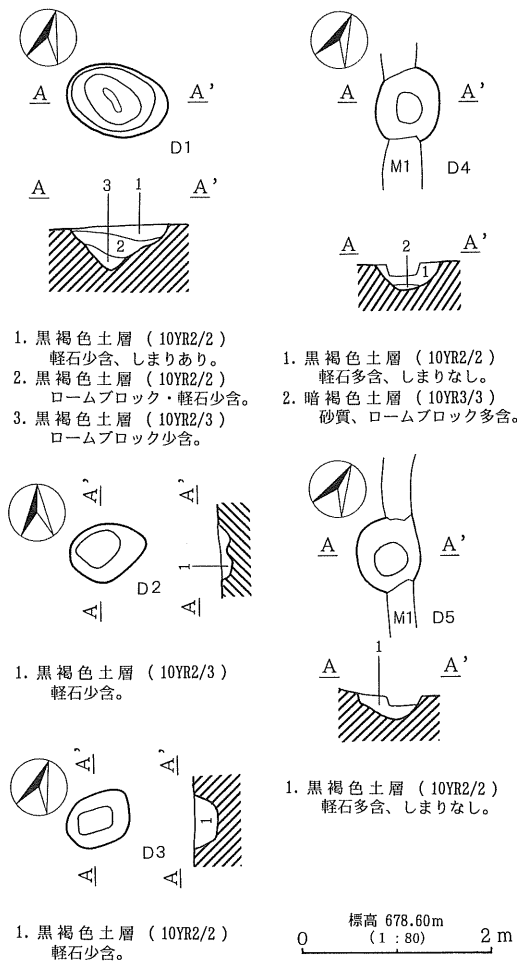 A A'
D1
A 3 1 A'
2
1. 黒褐色土層 (10YR2/2)
軽石少含、しまりあり。
2. 黒褐色土層 (10YR2/2)
ロームブロック・軽石少含。
3. 黒褐色土層 (10YR2/3)
ロームブロック少含。
A A'
M1 D4
A 2 A'
1
1. 黒褐色土層 (10YR2/2)
軽石多含、しまりなし。
2. 暗褐色土層 (10YR3/3)
砂質、ロームブロック多含。
A' A'
D2
1
A A
1. 黒褐色土層 (10YR2/3)
軽石少含。
A A'
M1 D5
1
A A'
1. 黒褐色土層 (10YR2/2)
軽石多含、しまりなし。
A' A'
1
D3
A A
1. 黒褐色土層 (10YR2/2)
軽石少含。
標高 678.60m
(1 : 80)
0 2m